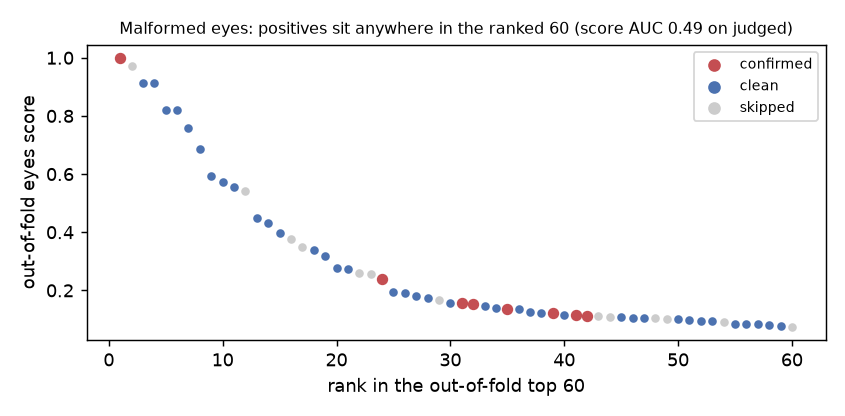 Malformed eyes: positives sit anywhere in the ranked 60 (score AUC 0.49 on judged)
confirmed
clean
skipped
out-of-fold eyes score
1.0
0.8
0.6
0.4
0.2
0 10 20 30 40 50 60
rank in the out-of-fold top 60